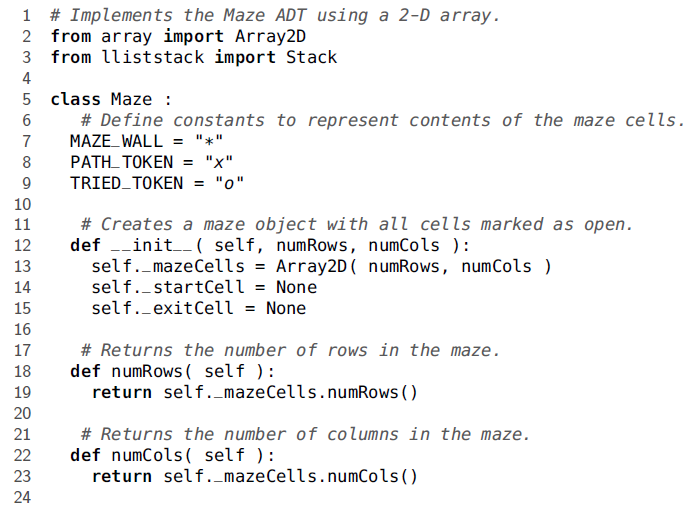 1 # Implements the Maze ADT using a 2-D array.
2 from array import Array2D
3 from lliststack import Stack
4
5 class Maze :
6 # Define constants to represent contents of the maze cells.
7 MAZE_WALL = "*"
8 PATH_TOKEN = "x"
9 TRIED_TOKEN = "o"
10
11 # Creates a maze object with all cells marked as open.
12 def __init__( self, numRows, numCols ):
13 self._mazeCells = Array2D( numRows, numCols )
14 self._startCell = None
15 self._exitCell = None
16
17 # Returns the number of rows in the maze.
18 def numRows( self ):
19 return self._mazeCells.numRows()
20
21 # Returns the number of columns in the maze.
22 def numCols( self ):
23 return self._mazeCells.numCols()
24